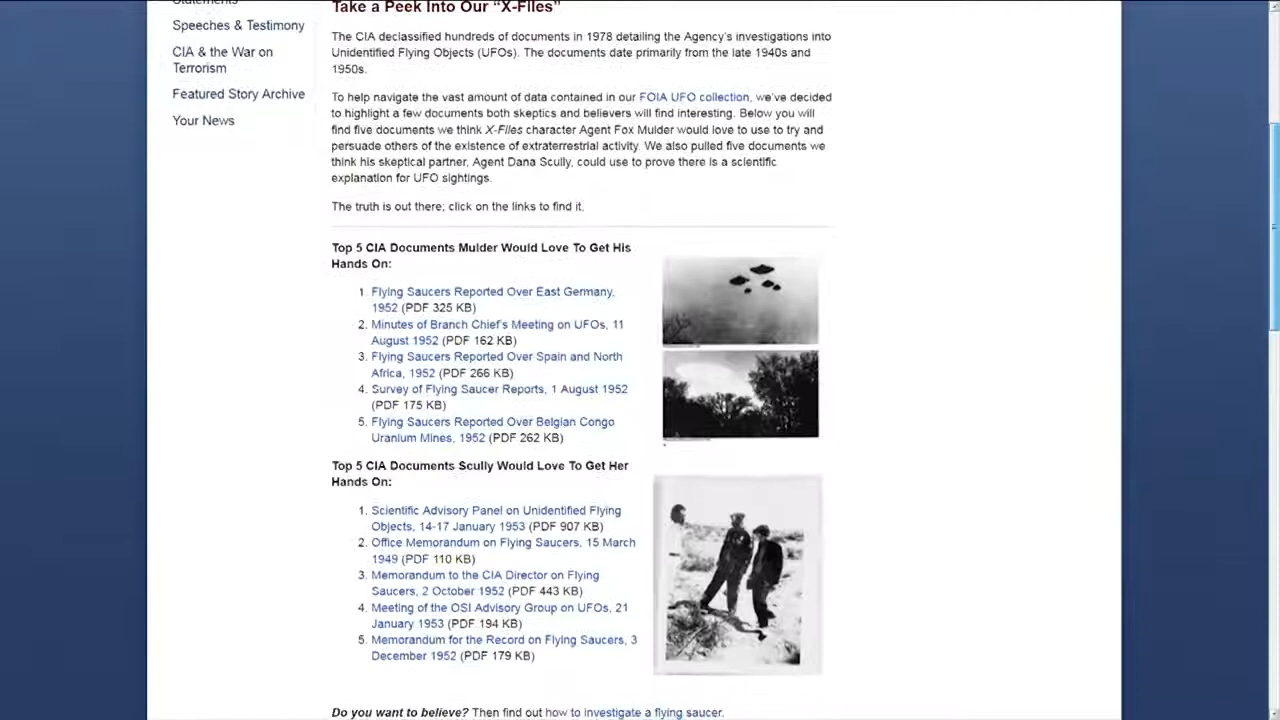 Statements
Speeches & Testimony
CIA & the War on
Terrorism
Featured Story Archive
Your News
Take a Peek Into Our “X-Files”
The CIA declassified hundreds of documents in 1978 detailing the Agency’s investigations into
Unidentified Flying Objects (UFOs). The documents date primarily from the late 1940s and
1950s.
To help navigate the vast amount of data contained in our FOIA UFO collection, we’ve decided
to highlight a few documents both skeptics and believers will find interesting. Below you will
find five documents we think X-Files character Agent Fox Mulder would love to use to try and
persuade others of the existence of extraterrestrial activity. We also pulled five documents we
think his skeptical partner, Agent Dana Scully, could use to prove there is a scientific
explanation for UFO sightings.
The truth is out there; click on the links to find it.
Top 5 CIA Documents Mulder Would Love To Get His
Hands On:
1. Flying Saucers Reported Over East Germany,
1952 (PDF 325 KB)
2. Minutes of Branch Chief’s Meeting on UFOs, 11
August 1952 (PDF 162 KB)
3. Flying Saucers Reported Over Spain and North
Africa, 1952 (PDF 266 KB)
4. Survey of Flying Saucer Reports, 1 August 1952
(PDF 175 KB)
5. Flying Saucers Reported Over Belgian Congo
Uranium Mines, 1952 (PDF 262 KB)
Top 5 CIA Documents Scully Would Love To Get Her
Hands On:
1. Scientific Advisory Panel on Unidentified Flying
Objects, 14-17 January 1953 (PDF 907 KB)
2. Office Memorandum on Flying Saucers, 15 March
1949 (PDF 110 KB)
3. Memorandum to the CIA Director on Flying
Saucers, 2 October 1952 (PDF 443 KB)
4. Meeting of the OSI Advisory Group on UFOs, 21
January 1953 (PDF 194 KB)
5. Memorandum for the Record on Flying Saucers, 3
December 1952 (PDF 179 KB)
Do you want to believe? Then find out how to investigate a flying saucer.